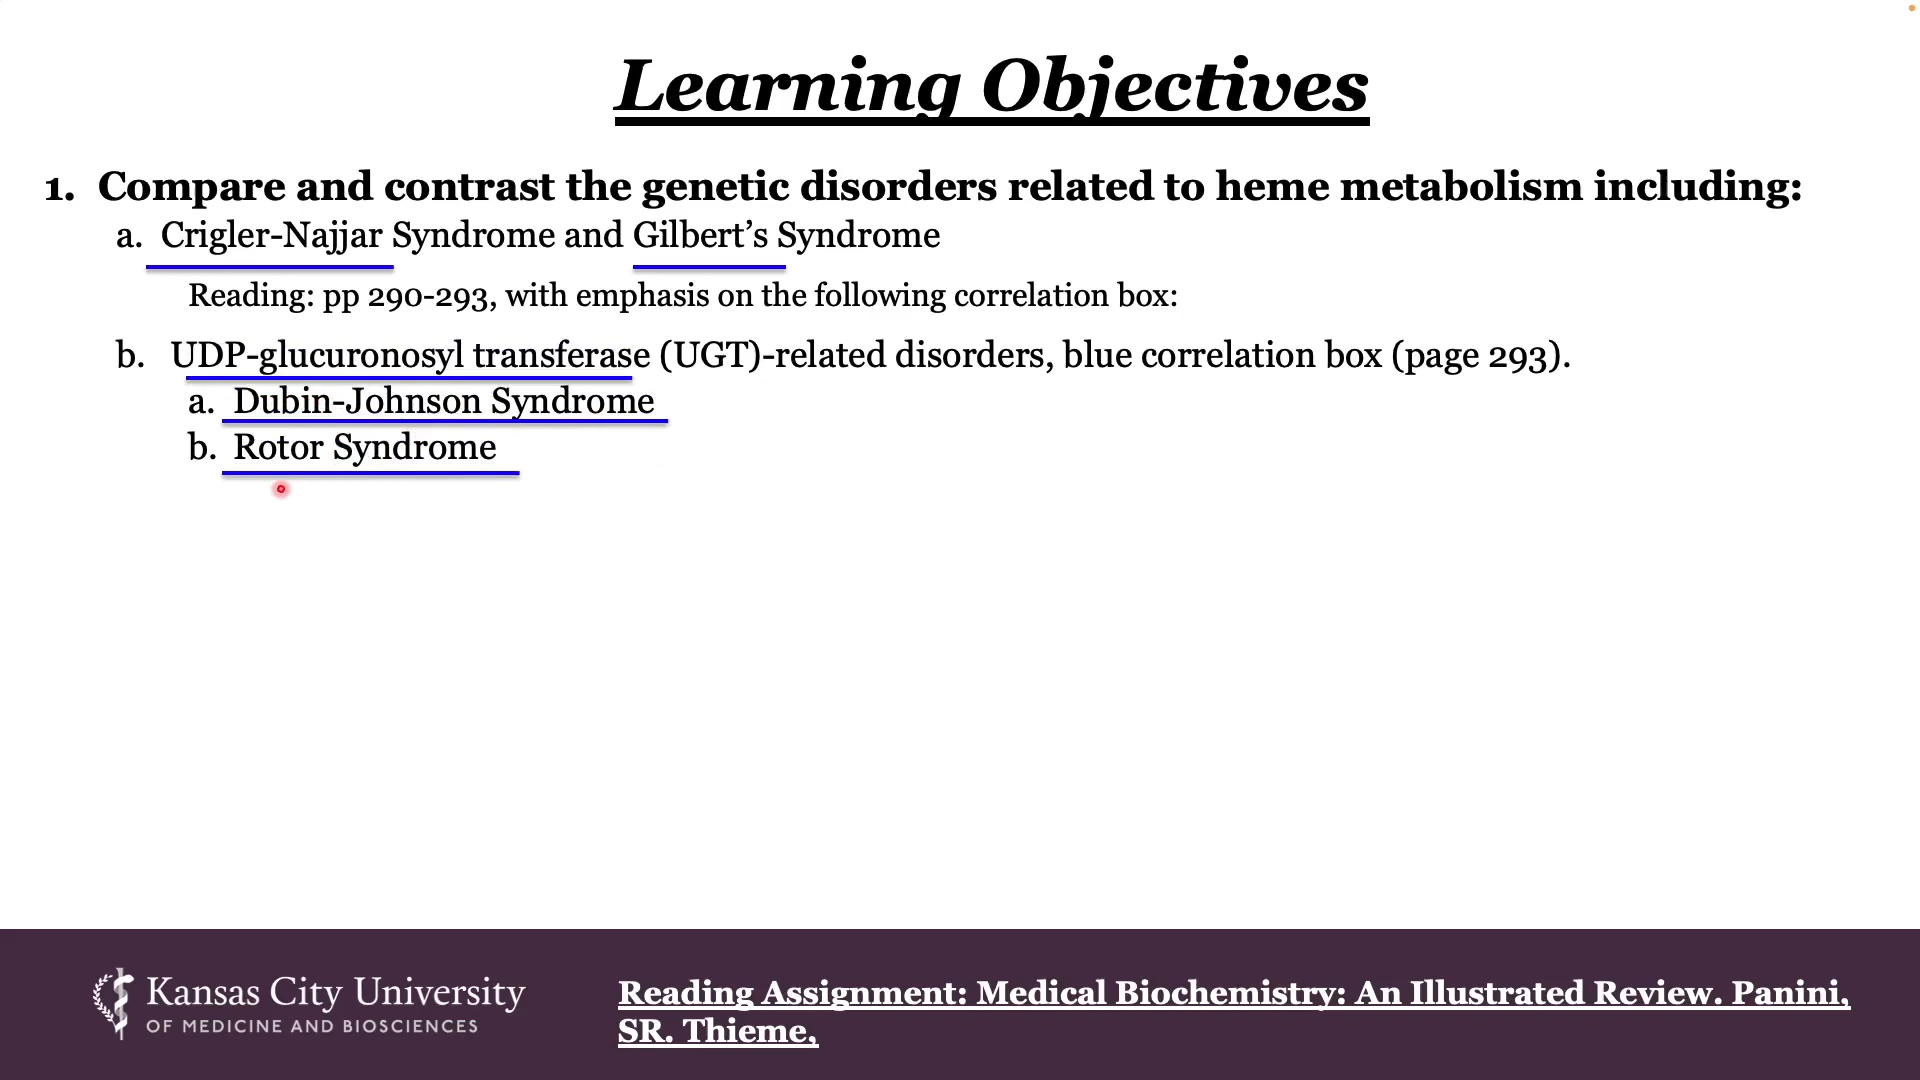 Learning Objectives
1. Compare and contrast the genetic disorders related to heme metabolism including:
a. Crigler-Najjar Syndrome and Gilbert’s Syndrome
Reading: pp 290-293, with emphasis on the following correlation box:
b. UDP-glucuronosyl transferase (UGT)-related disorders, blue correlation box (page 293).
a. Dubin-Johnson Syndrome
b. Rotor Syndrome
Kansas City University
OF MEDICINE AND BIOSCIENCES
Reading Assignment: Medical Biochemistry: An Illustrated Review. Panini,
SR. Thieme,